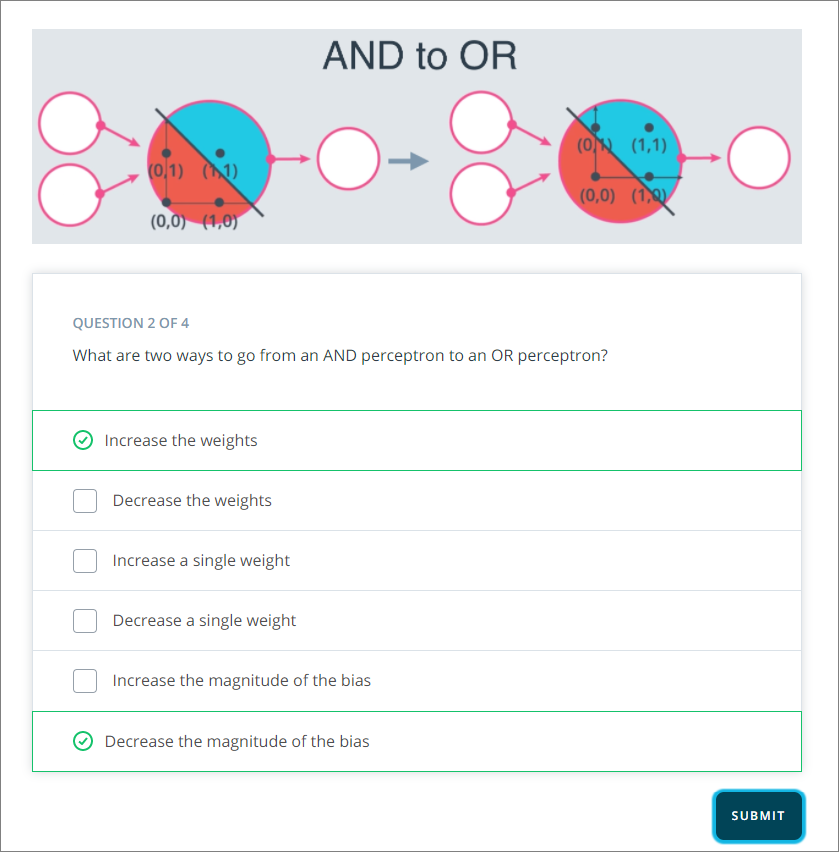 AND to OR
(0,1) (1,1)
(0,0) (1,0)
(0,1) (1,1)
(0,0) (1,0)
QUESTION 2 OF 4
What are two ways to go from an AND perceptron to an OR perceptron?
Increase the weights
Decrease the weights
Increase a single weight
Decrease a single weight
Increase the magnitude of the bias
Decrease the magnitude of the bias
SUBMIT